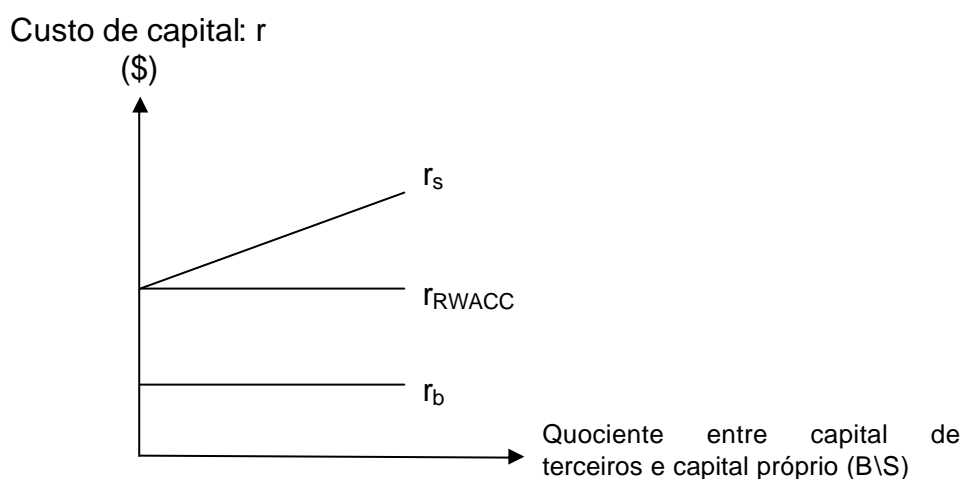 Custo de capital: r
($)
rs
rRWACC
rb
Quociente entre capital de
terceiros e capital próprio (B\S)